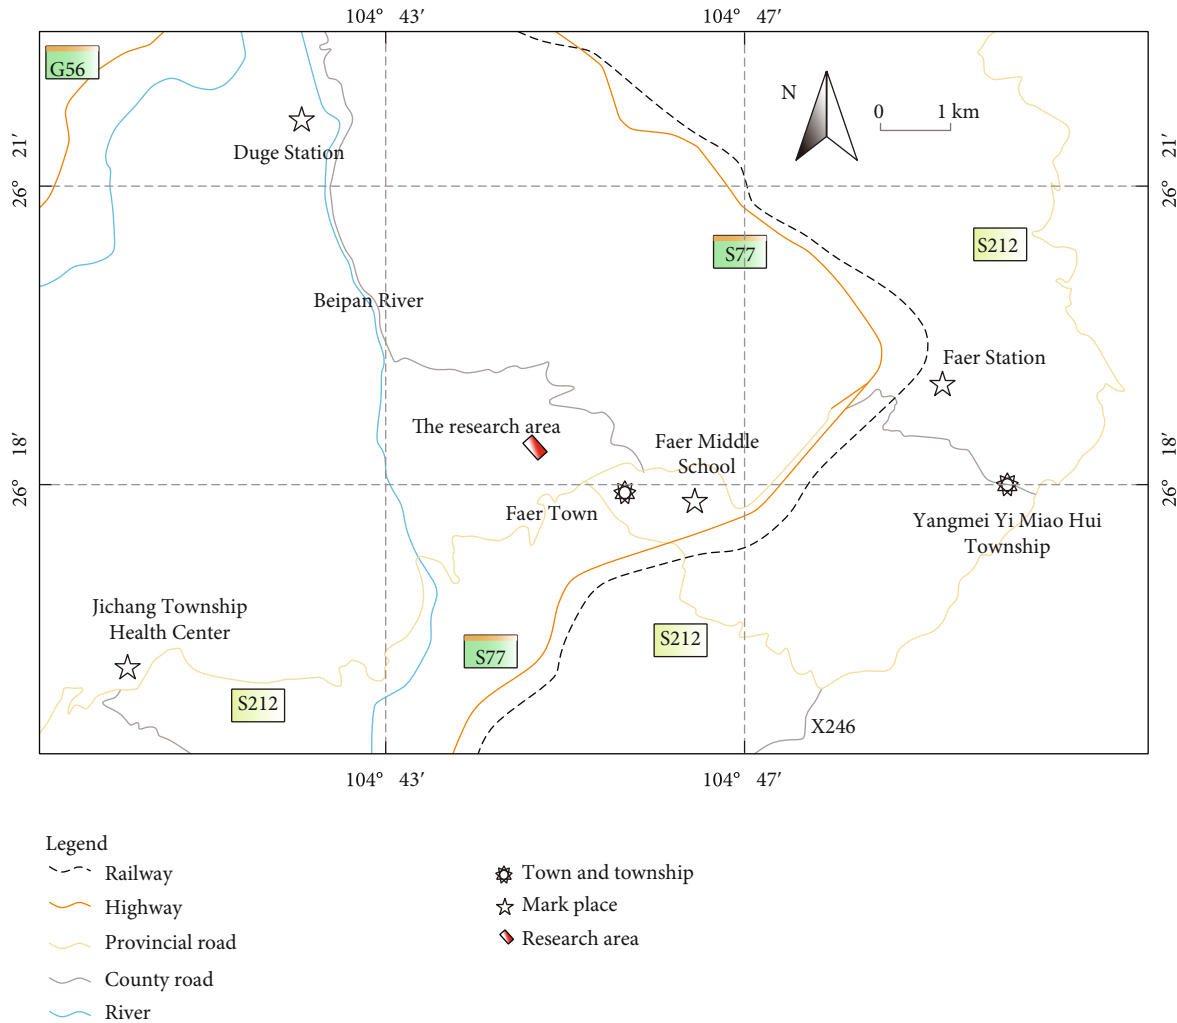 104° 43′
104° 47′
G56
N
0
1 km
Duge Station
26° 21′
26° 21′
S77
S212
Beipan River
Faer Station
The research area
Faer Middle
School
26° 18′
26° 18′
Faer Town
Yangmei Yi Miao Hui
Township
Jichang Township
Health Center
S77
S212
S212
X246
104° 43′
104° 47′
Legend
Railway
Highway
Provincial road
County road
River
Town and township
Mark place
Research area